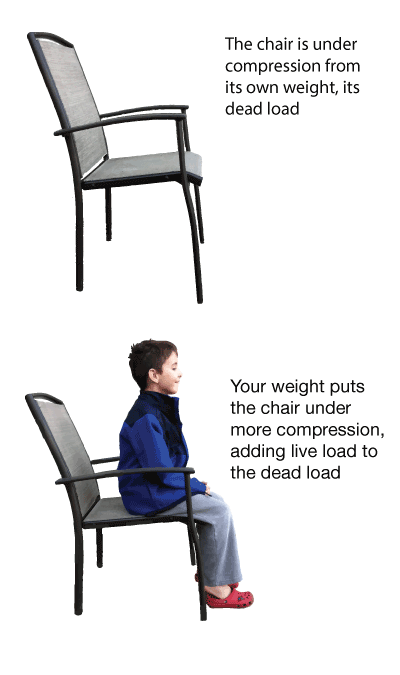 The chair is under
compression from
its own weight, its
dead load
Your weight puts
the chair under
more compression,
adding live load to
the dead load